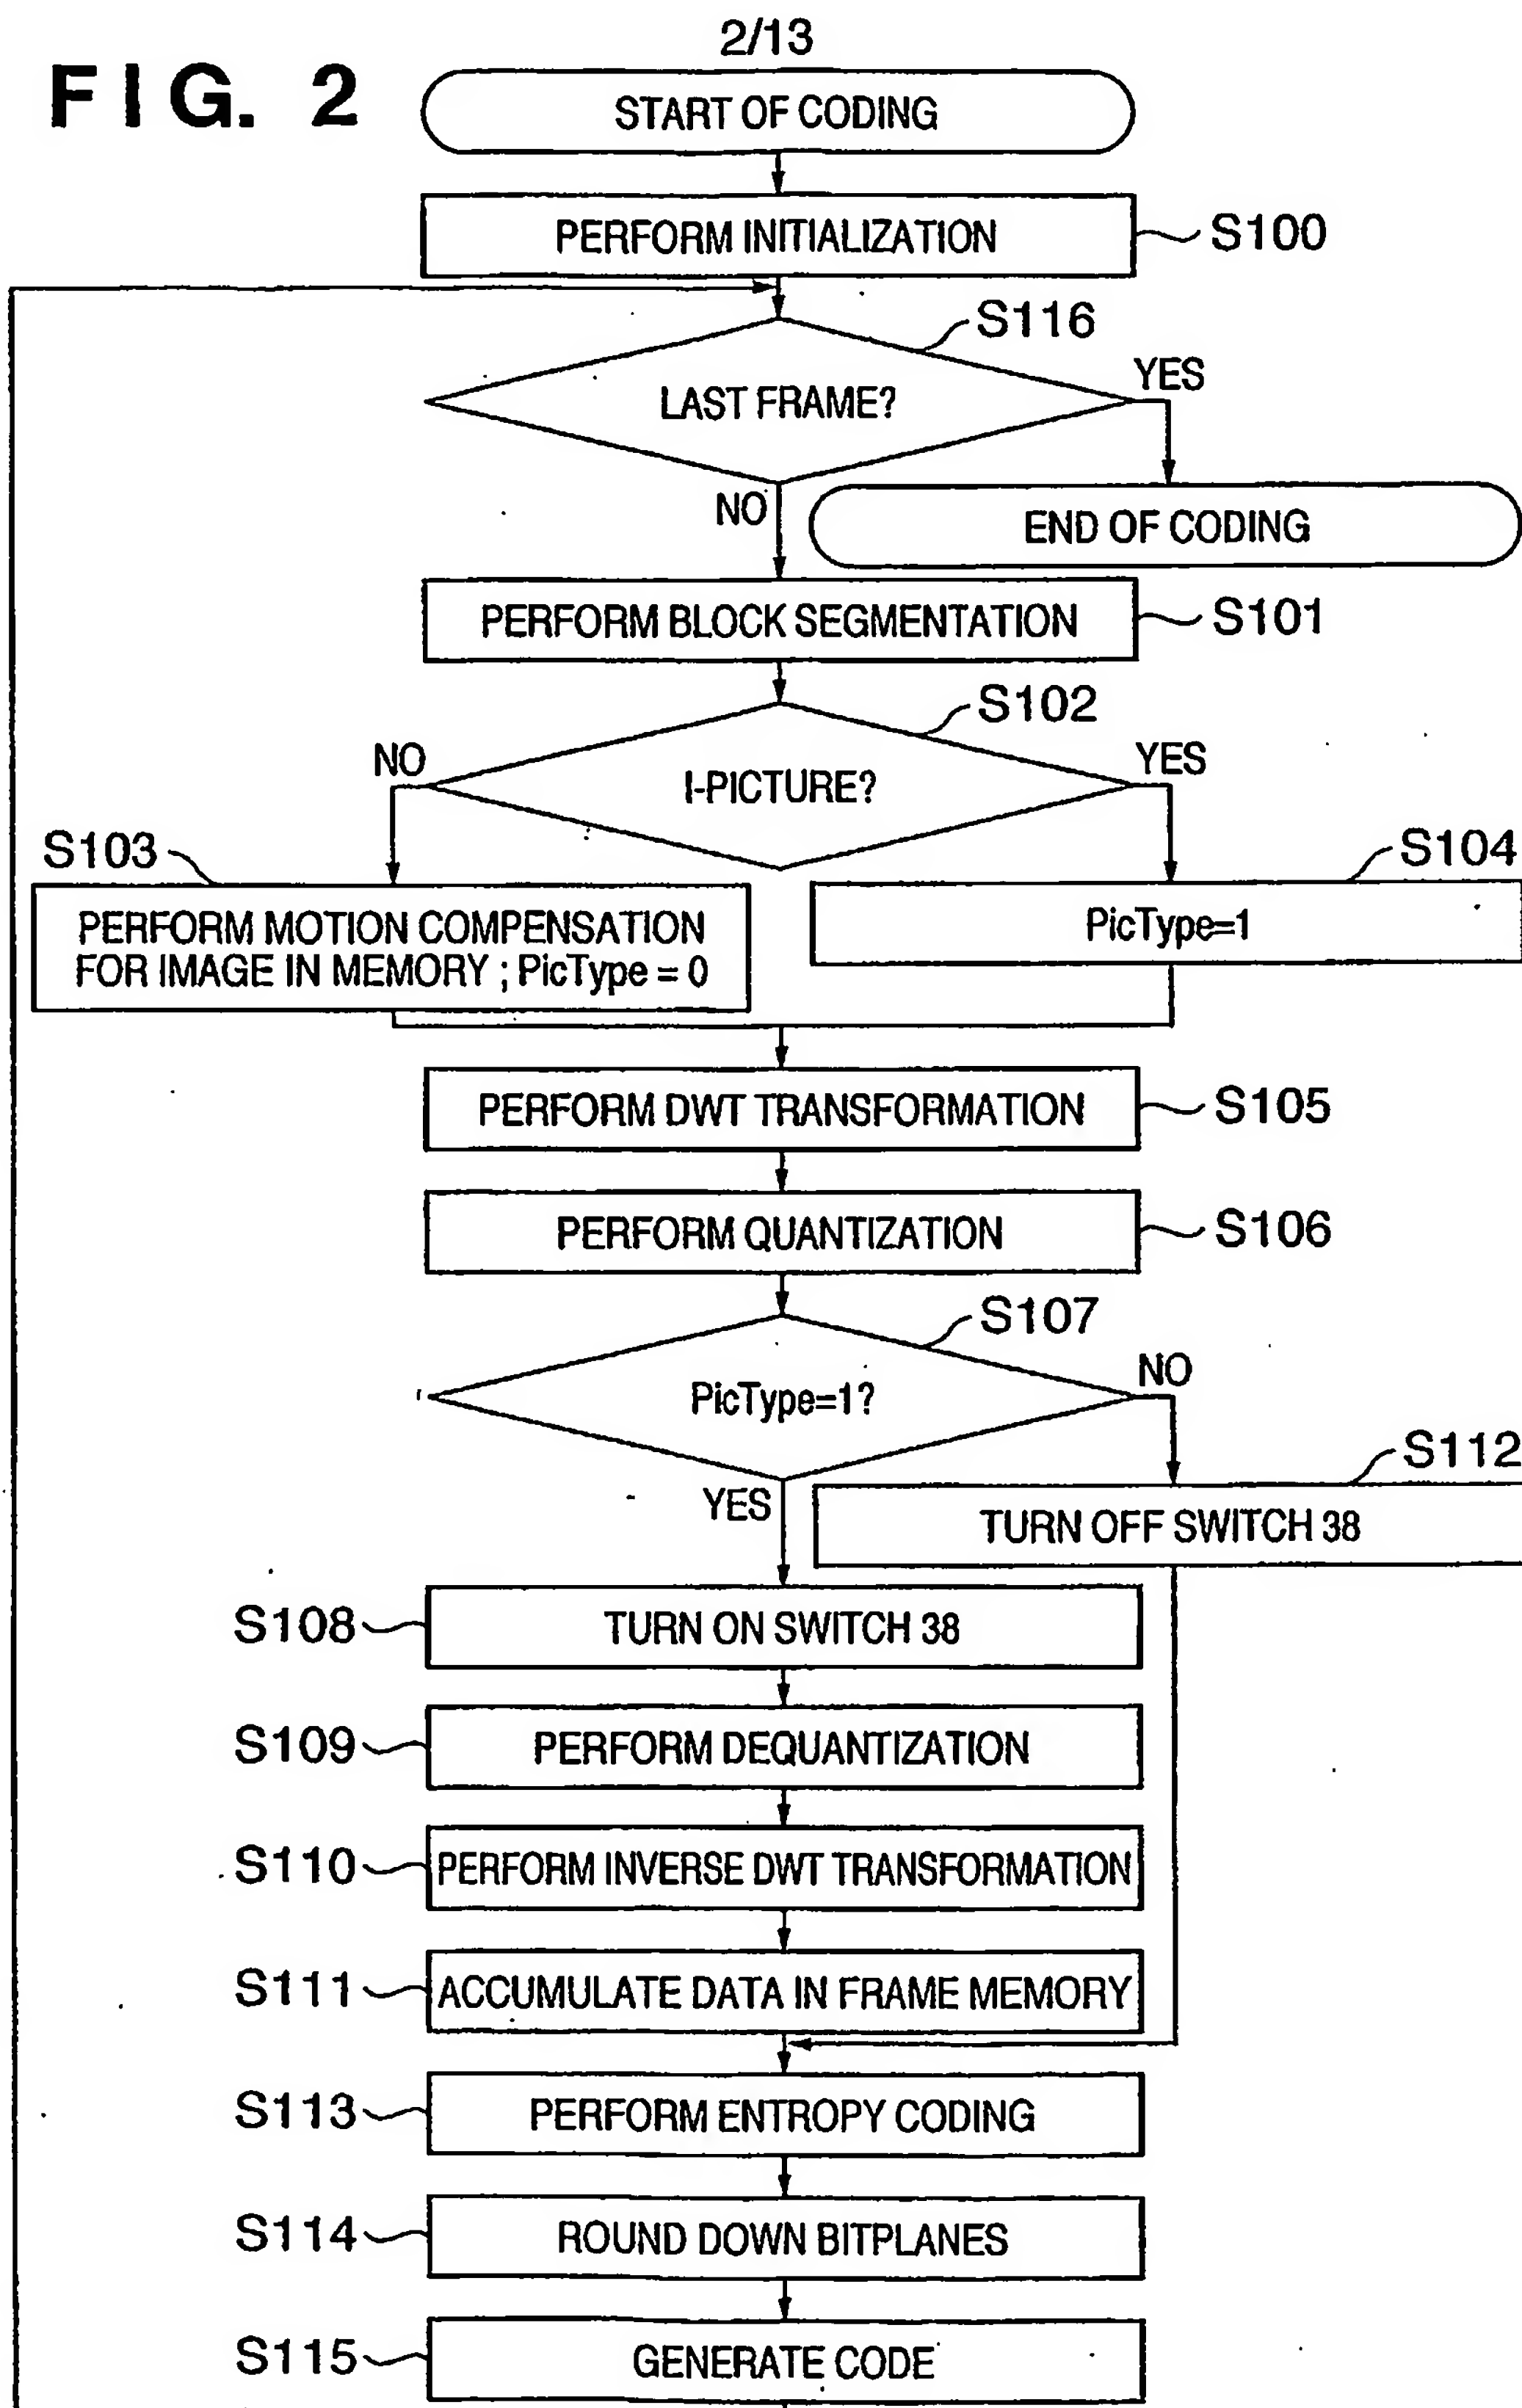 2/13
FIG. 2
START OF CODING
PERFORM INITIALIZATION
S100
S116
LAST FRAME?
YES
NO
END OF CODING
PERFORM BLOCK SEGMENTATION
S101
S102
NO
I-PICTURE?
YES
S103
S104
PERFORM MOTION COMPENSATION
FOR IMAGE IN MEMORY ; PicType = 0
PicType=1
PERFORM DWT TRANSFORMATION
S105
PERFORM QUANTIZATION
S106
S107
PicType=1?
NO
S112
YES
TURN OFF SWITCH 38
S108
TURN ON SWITCH 38
S109
PERFORM DEQUANTIZATION
S110
PERFORM INVERSE DWT TRANSFORMATION
S111
ACCUMULATE DATA IN FRAME MEMORY
S113
PERFORM ENTROPY CODING
S114
ROUND DOWN BITPLANES
S115
GENERATE CODE